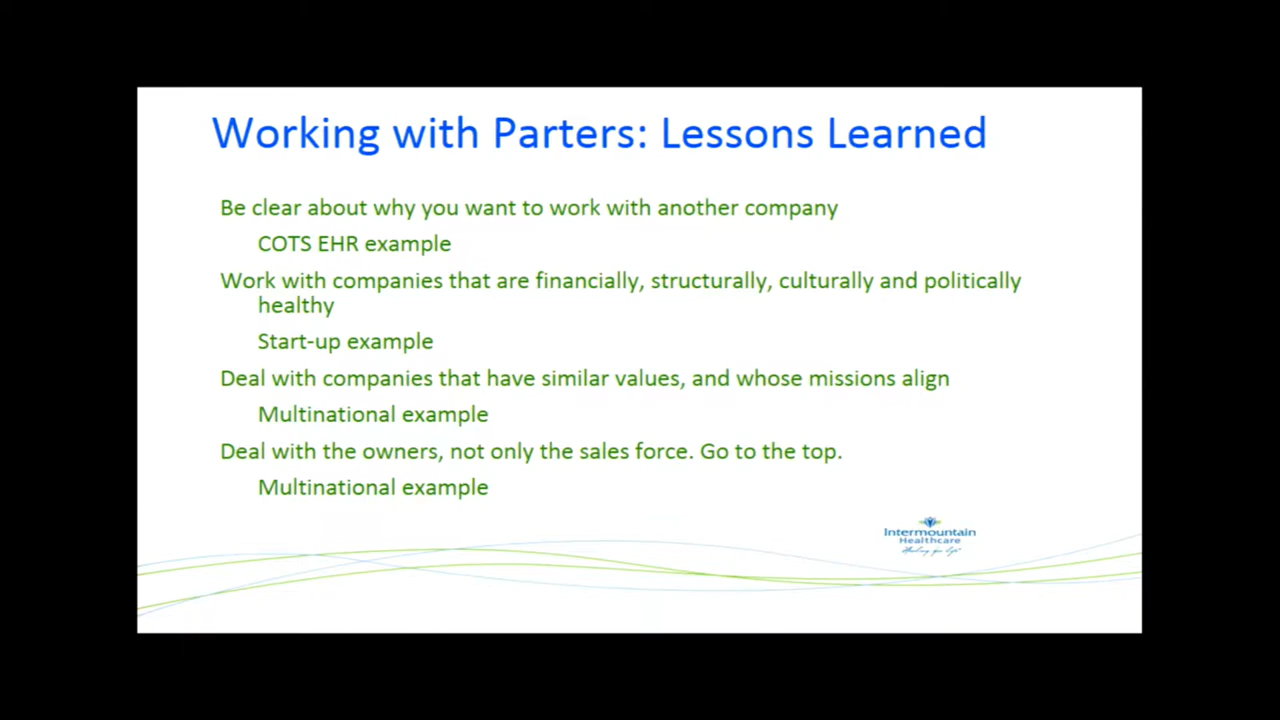 Working with Parters: Lessons Learned
Be clear about why you want to work with another company
COTS EHR example
Work with companies that are financially, structurally, culturally and politically
healthy
Start-up example
Deal with companies that have similar values, and whose missions align
Multinational example
Deal with the owners, not only the sales force. Go to the top.
Multinational example
Intermountain
Healthcare
Healing for life